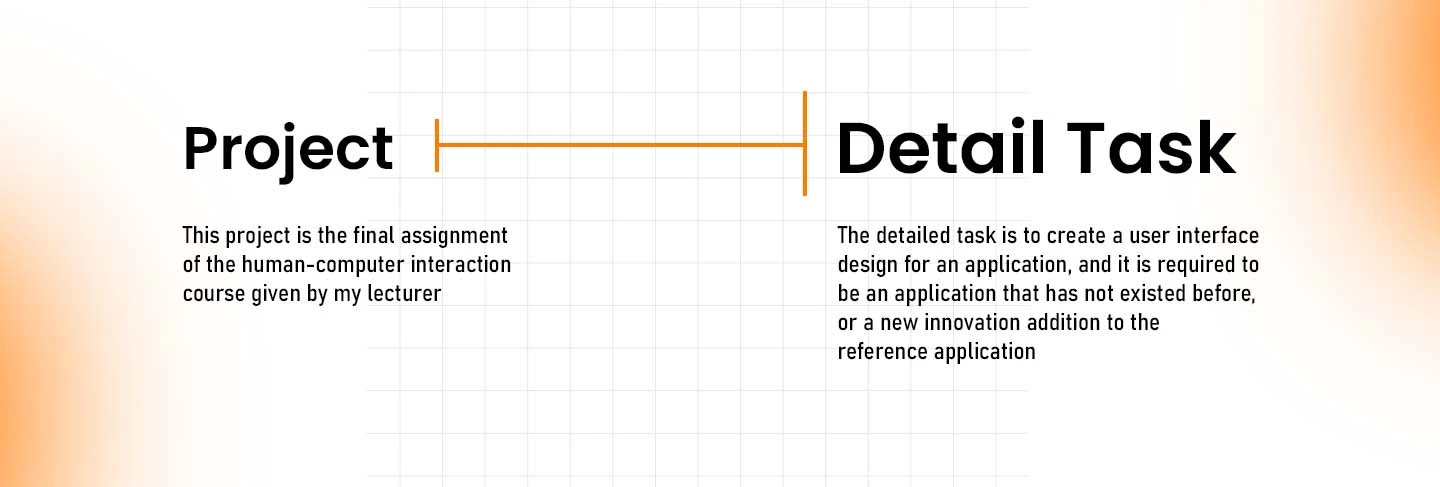 Project
This project is the final assignment
of the human-computer interaction
course given by my lecturer
Detail Task
The detailed task is to create a user interface
design for an application, and it is required to
be an application that has not existed before,
or a new innovation addition to the
reference application